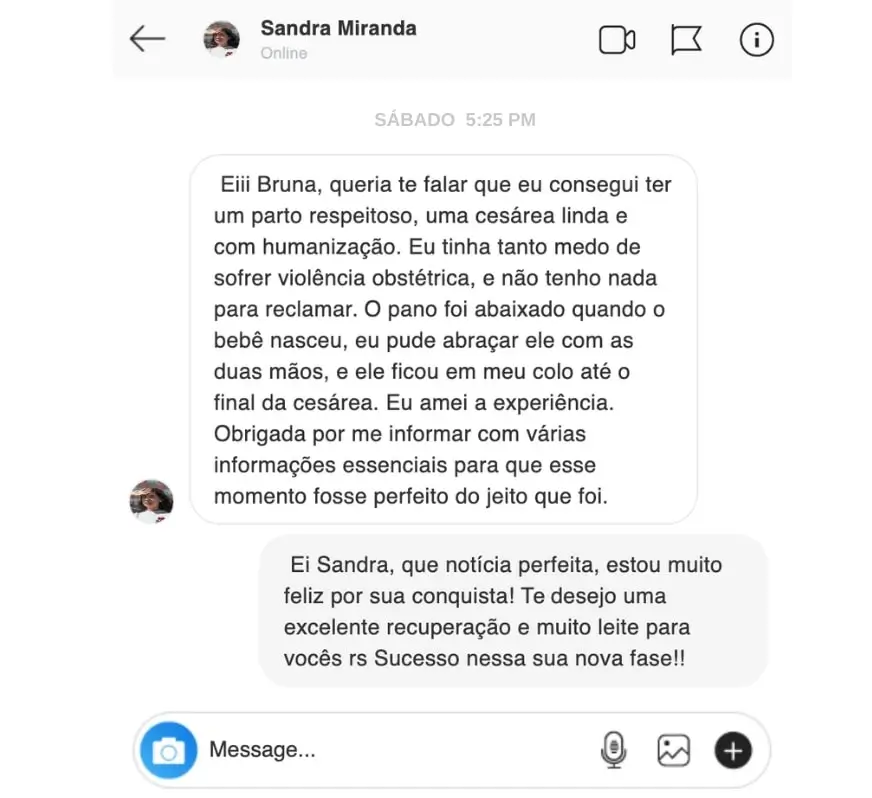 Sandra Miranda
Online
SÁBADO 5:25 PM
Eiii Bruna, queria te falar que eu consegui ter
um parto respeitoso, uma cesárea linda e
com humanização. Eu tinha tanto medo de
sofrer violência obstétrica, e não tenho nada
para reclamar. O pano foi abaixado quando o
bebê nasceu, eu pude abraçar ele com as
duas mãos, e ele ficou em meu colo até o
final da cesárea. Eu amei a experiência.
Obrigada por me informar com várias
informações essenciais para que esse
momento fosse perfeito do jeito que foi.
Ei Sandra, que notícia perfeita, estou muito
feliz por sua conquista! Te desejo uma
excelente recuperação e muito leite para
vocês rs Sucesso nessa sua nova fase!!
Message...